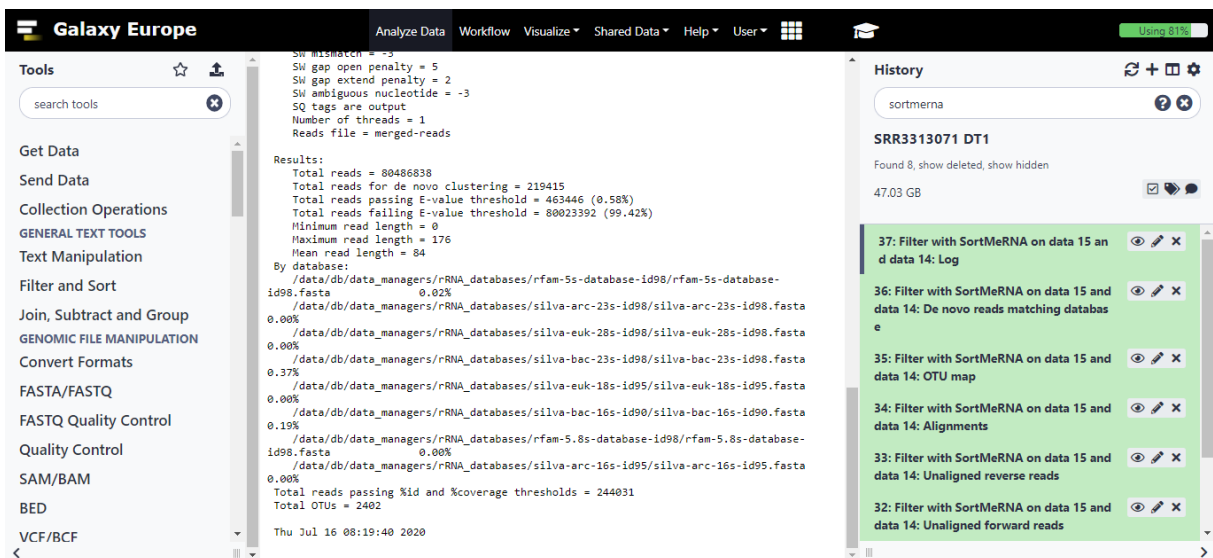 Galaxy Europe
Analyze Data Workflow Visualize Shared Data Help User
Using 81%
Tools
search tools
Get Data
Send Data
Collection Operations
GENERAL TEXT TOOLS
Text Manipulation
Filter and Sort
Join, Subtract and Group
GENOMIC FILE MANIPULATION
Convert Formats
FASTA/FASTQ
FASTQ Quality Control
Quality Control
SAM/BAM
BED
VCF/BCF
SW mismatch = -3
SW gap open penalty = 5
SW gap extend penalty = 2
SW ambiguous nucleotide = -3
SQ tags are output
Number of threads = 1
Reads file = merged-reads
Results:
Total reads = 80486838
Total reads for de novo clustering = 219415
Total reads passing E-value threshold = 463446 (0.58%)
Total reads failing E-value threshold = 80023392 (99.42%)
Minimum read length = 0
Maximum read length = 176
Mean read length = 84
By database:
/data/db/data_managers/rRNA_databases/rfam-5s-database-id98/rfam-5s-database-
id98.fasta 0.02%
/data/db/data_managers/rRNA_databases/silva-arc-23s-id98/silva-arc-23s-id98.fasta
0.00%
/data/db/data_managers/rRNA_databases/silva-euk-28s-id98/silva-euk-28s-id98.fasta
0.00%
/data/db/data_managers/rRNA_databases/silva-bac-23s-id98/silva-bac-23s-id98.fasta
0.37%
/data/db/data_managers/rRNA_databases/silva-euk-18s-id95/silva-euk-18s-id95.fasta
0.00%
/data/db/data_managers/rRNA_databases/silva-bac-16s-id90/silva-bac-16s-id90.fasta
0.19%
/data/db/data_managers/rRNA_databases/rfam-5.8s-database-id98/rfam-5.8s-database-
id98.fasta 0.00%
/data/db/data_managers/rRNA_databases/silva-arc-16s-id95/silva-arc-16s-id95.fasta
0.00%
Total reads passing %id and %coverage thresholds = 244031
Total OTUs = 2402
Thu Jul 16 08:19:40 2020
History
sortmerna
SRR3313071 DT1
Found 8, show deleted, show hidden
47.03 GB
37: Filter with SortMeRNA on data 15 an
d data 14: Log
36: Filter with SortMeRNA on data 15 and
data 14: De novo reads matching databas
e
35: Filter with SortMeRNA on data 15 and
data 14: OTU map
34: Filter with SortMeRNA on data 15 and
data 14: Alignments
33: Filter with SortMeRNA on data 15 and
data 14: Unaligned reverse reads
32: Filter with SortMeRNA on data 15 and
data 14: Unaligned forward reads